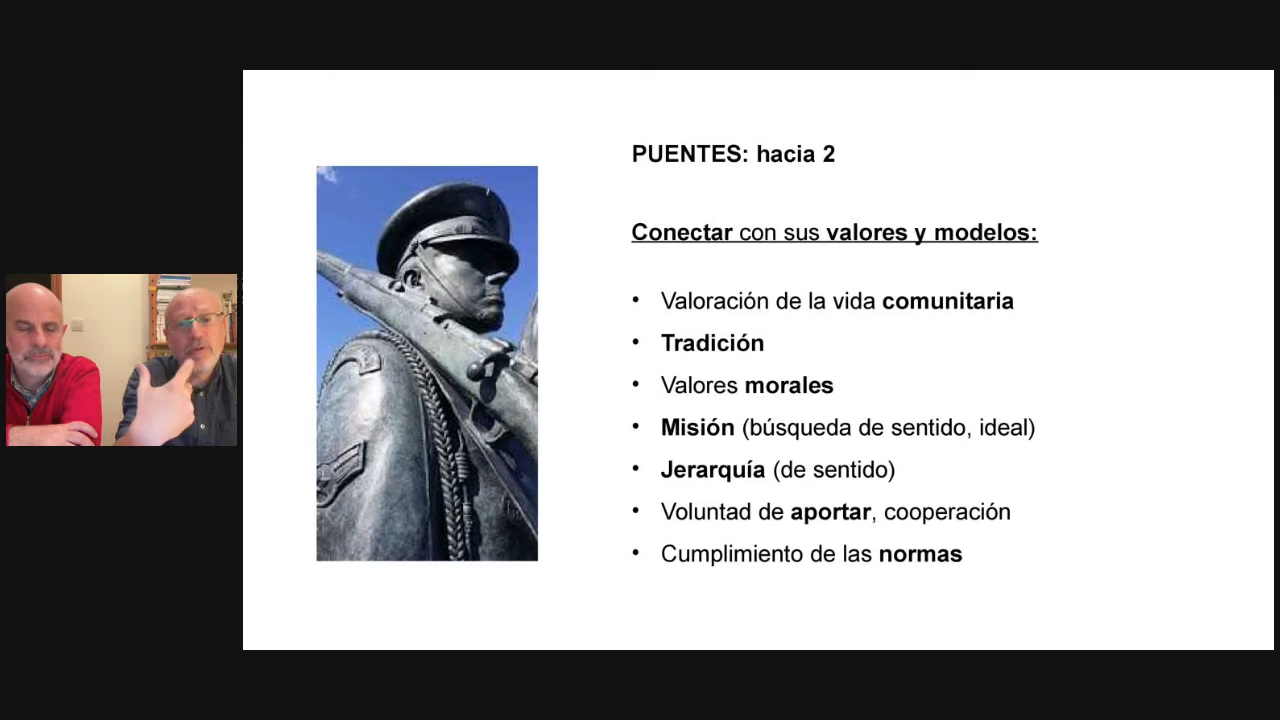 PUENTES: hacia 2
Conectar con sus valores y modelos:
• Valoración de la vida comunitaria
• Tradición
• Valores morales
• Misión (búsqueda de sentido, ideal)
• Jerarquía (de sentido)
• Voluntad de aportar, cooperación
• Cumplimiento de las normas